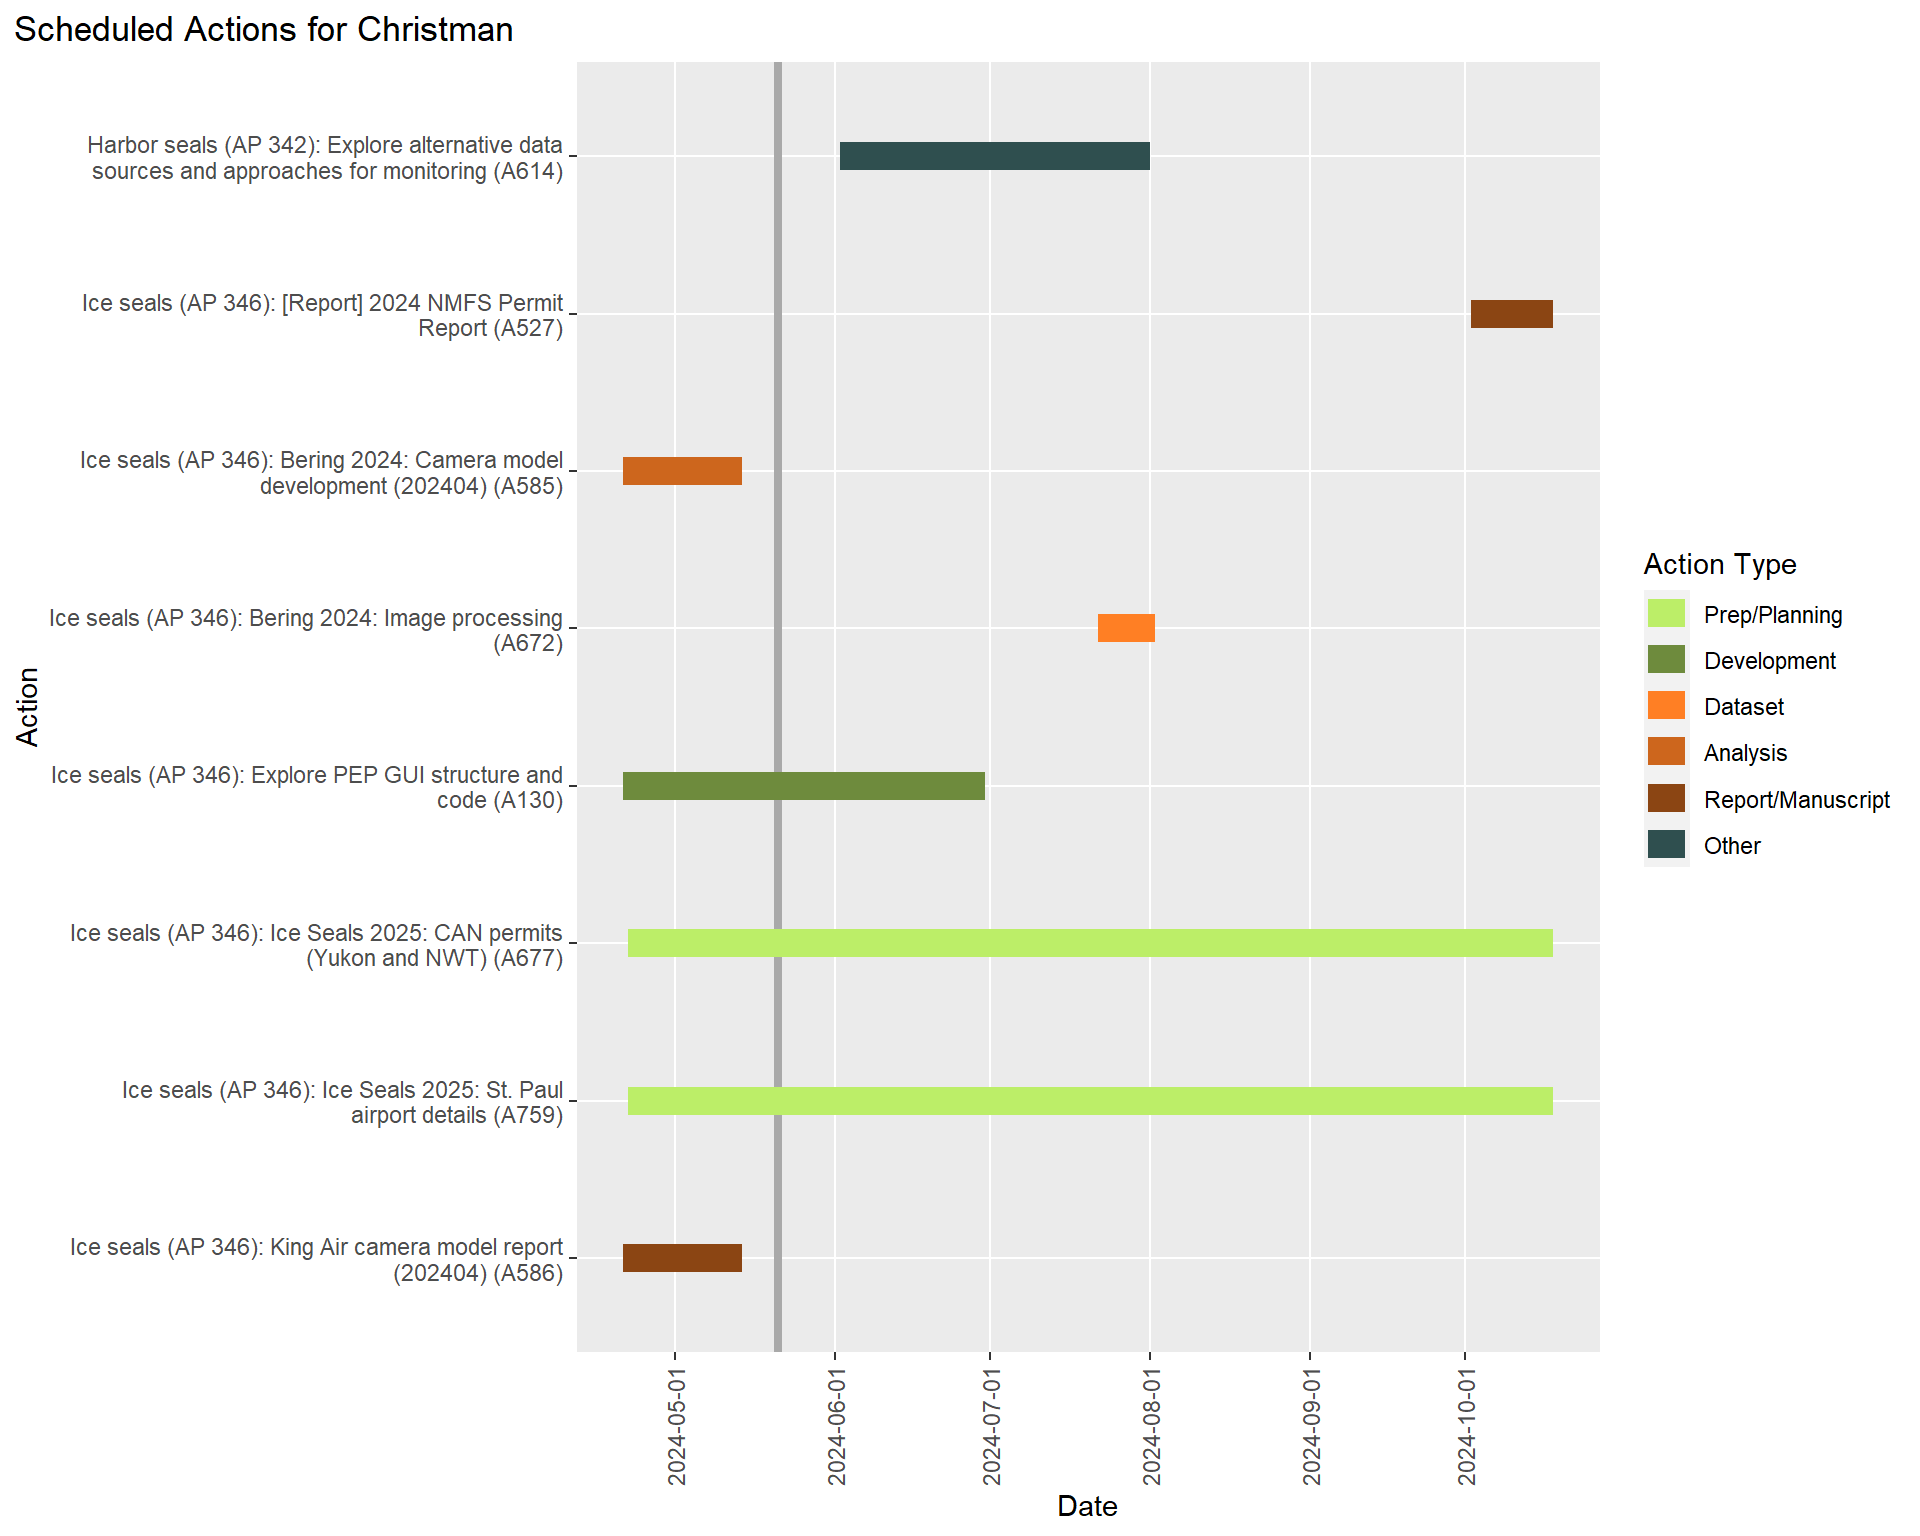 Scheduled Actions for Christman
Harbor seals (AP 342): Explore alternative data
sources and approaches for monitoring (A614)
Ice seals (AP 346): [Report] 2024 NMFS Permit
Report (A527)
Ice seals (AP 346): Bering 2024: Camera model
development (202404) (A585)
Ice seals (AP 346): Bering 2024: Image processing
(A672)
Ice seals (AP 346): Explore PEP GUI structure and
code (A130)
Ice seals (AP 346): Ice Seals 2025: CAN permits
(Yukon and NWT) (A677)
Ice seals (AP 346): Ice Seals 2025: St. Paul
airport details (A759)
Ice seals (AP 346): King Air camera model report
(202404) (A586)
Action
2024-05-01
2024-06-01
2024-07-01
2024-08-01
2024-09-01
2024-10-01
Date
Action Type
Prep/Planning
Development
Dataset
Analysis
Report/Manuscript
Other